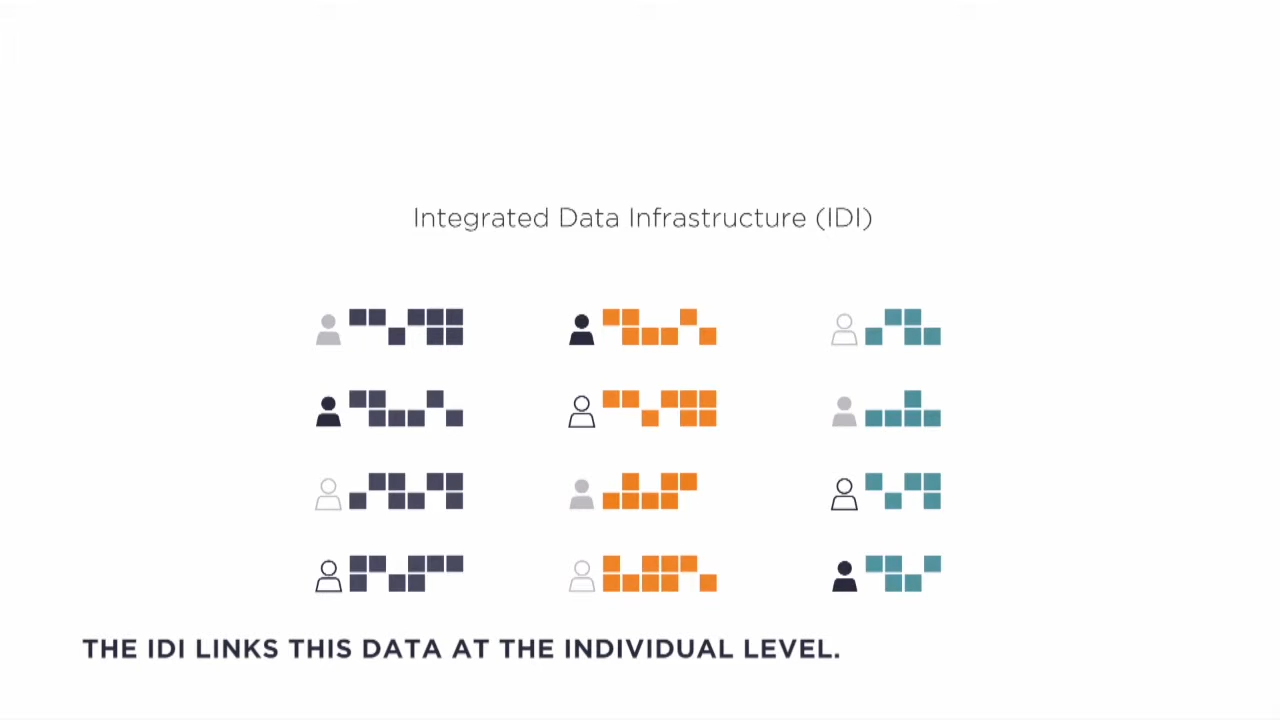 Integrated Data Infrastructure (IDI)
THE IDI LINKS THIS DATA AT THE INDIVIDUAL LEVEL.